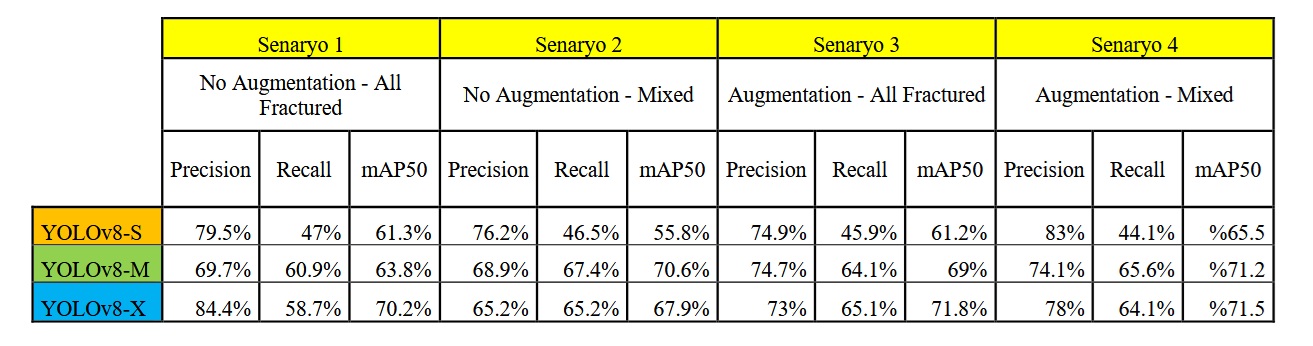 Senaryo 1 Senaryo 2 Senaryo 3 Senaryo 4
No Augmentation - All
Fractured
No Augmentation - Mixed Augmentation - All Fractured Augmentation - Mixed
Precision Recall mAP50 Precision Recall mAP50 Precision Recall mAP50 Precision Recall mAP50
YOLOv8-S 79.5% 47% 61.3% 76.2% 46.5% 55.8% 74.9% 45.9% 61.2% 83% 44.1% %65.5
YOLOv8-M 69.7% 60.9% 63.8% 68.9% 67.4% 70.6% 74.7% 64.1% 69% 74.1% 65.6% %71.2
YOLOv8-X 84.4% 58.7% 70.2% 65.2% 65.2% 67.9% 73% 65.1% 71.8% 78% 64.1% %71.5